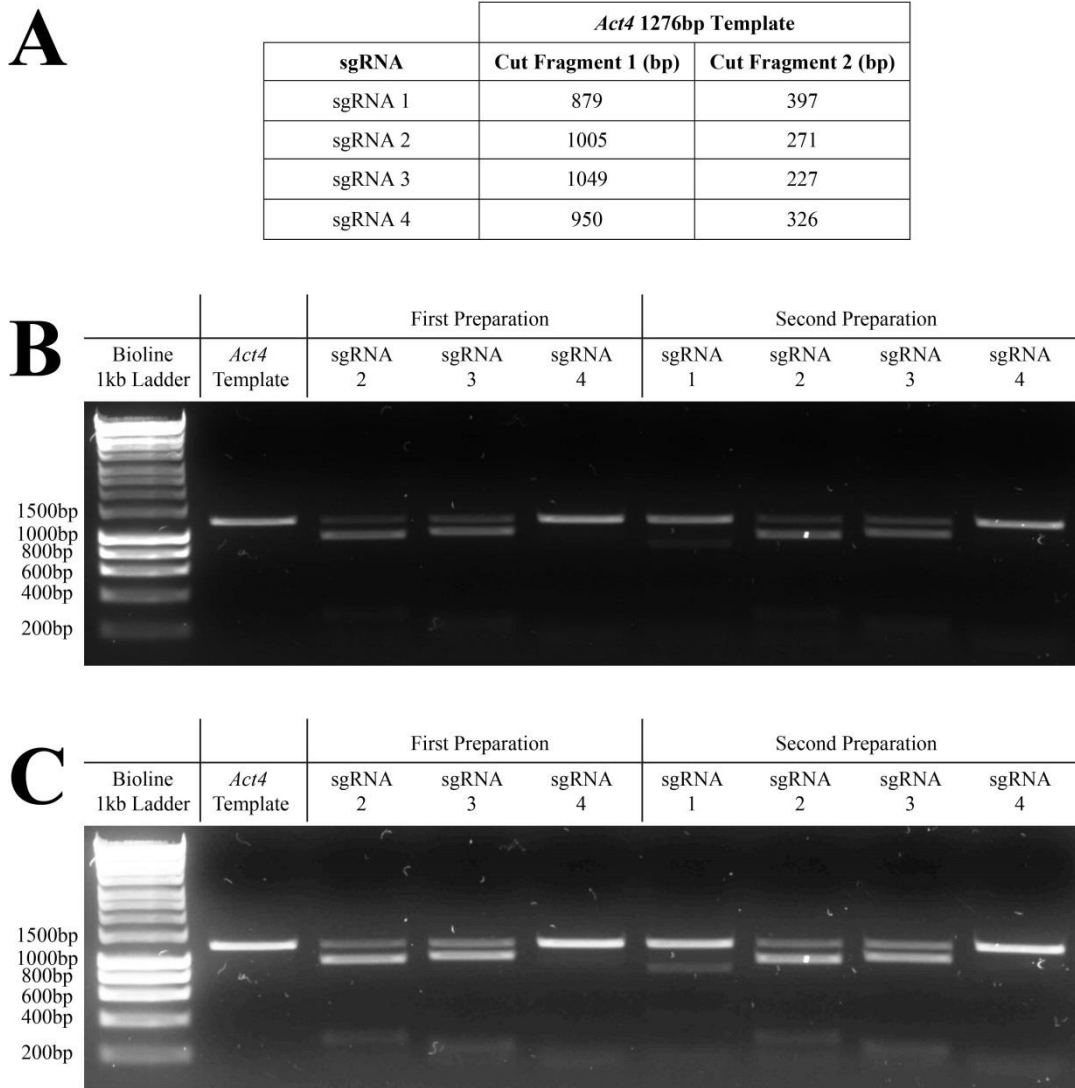 A
Act4 1276bp Template
sgRNA Cut Fragment 1 (bp) Cut Fragment 2 (bp)
sgRNA 1 879 397
sgRNA 2 1005 271
sgRNA 3 1049 227
sgRNA 4 950 326
B
First Preparation Second Preparation
Bioline Act4 sgRNA sgRNA sgRNA sgRNA sgRNA sgRNA sgRNA
1kb Ladder Template 2 3 4 1 2 3 4
1500bp
1000bp
800bp
600bp
400bp
200bp
C
First Preparation Second Preparation
Bioline Act4 sgRNA sgRNA sgRNA sgRNA sgRNA sgRNA sgRNA
1kb Ladder Template 2 3 4 1 2 3 4
1500bp
1000bp
800bp
600bp
400bp
200bp